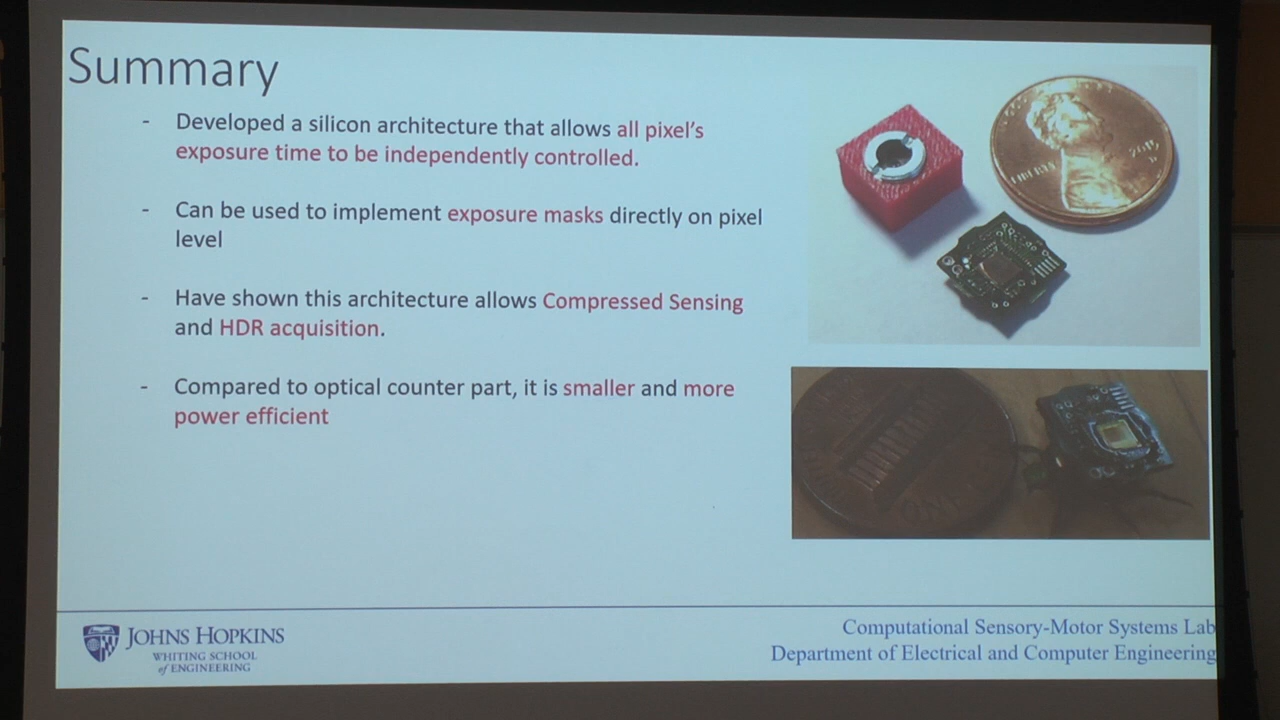 Summary
- Developed a silicon architecture that allows all pixel's
exposure time to be independently controlled.
- Can be used to implement exposure masks directly on pixel
level
- Have shown this architecture allows Compressed Sensing
and HDR acquisition.
- Compared to optical counter part, it is smaller and more
power efficient
LIBERTY
2015
D
JOHNS HOPKINS
WHITING SCHOOL
of ENGINEERING
Computational Sensory-Motor Systems Lab
Department of Electrical and Computer Engineering